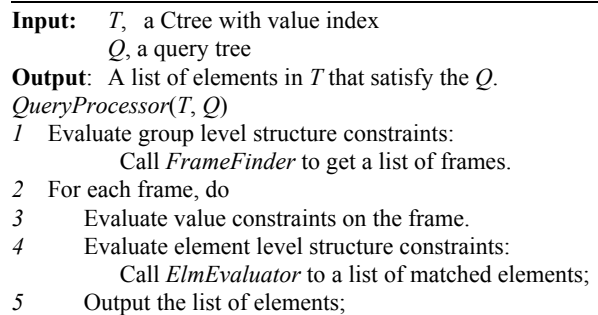 Input: T, a Ctree with value index
Q, a query tree
Output: A list of elements in T that satisfy the Q.
QueryProcessor(T, Q)
1 Evaluate group level structure constraints:
Call FrameFinder to get a list of frames.
2 For each frame, do
3 Evaluate value constraints on the frame.
4 Evaluate element level structure constraints:
Call ElmEvaluator to a list of matched elements;
5 Output the list of elements;